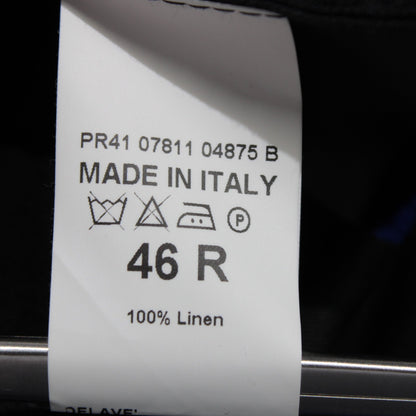 PR41 07811 04875 B
MADE IN ITALY
P
46 R
100% Linen